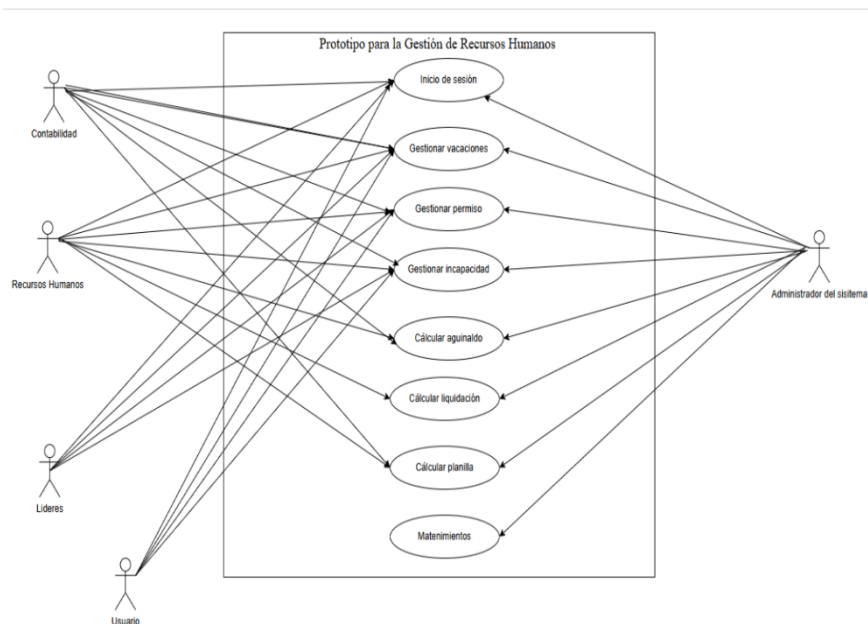 Prototipo para la Gestión de Recursos Humanos
Inicio de sesión
Contabilidad
Gestionar vacaciones
Gestionar permiso
Recursos Humanos
Gestionar incapacidad
Administrador del sisitema
Cálcular aguinaldo
Cálcular liquidación
Cálcular planilla
Lideres
Matenimientos
Usuario